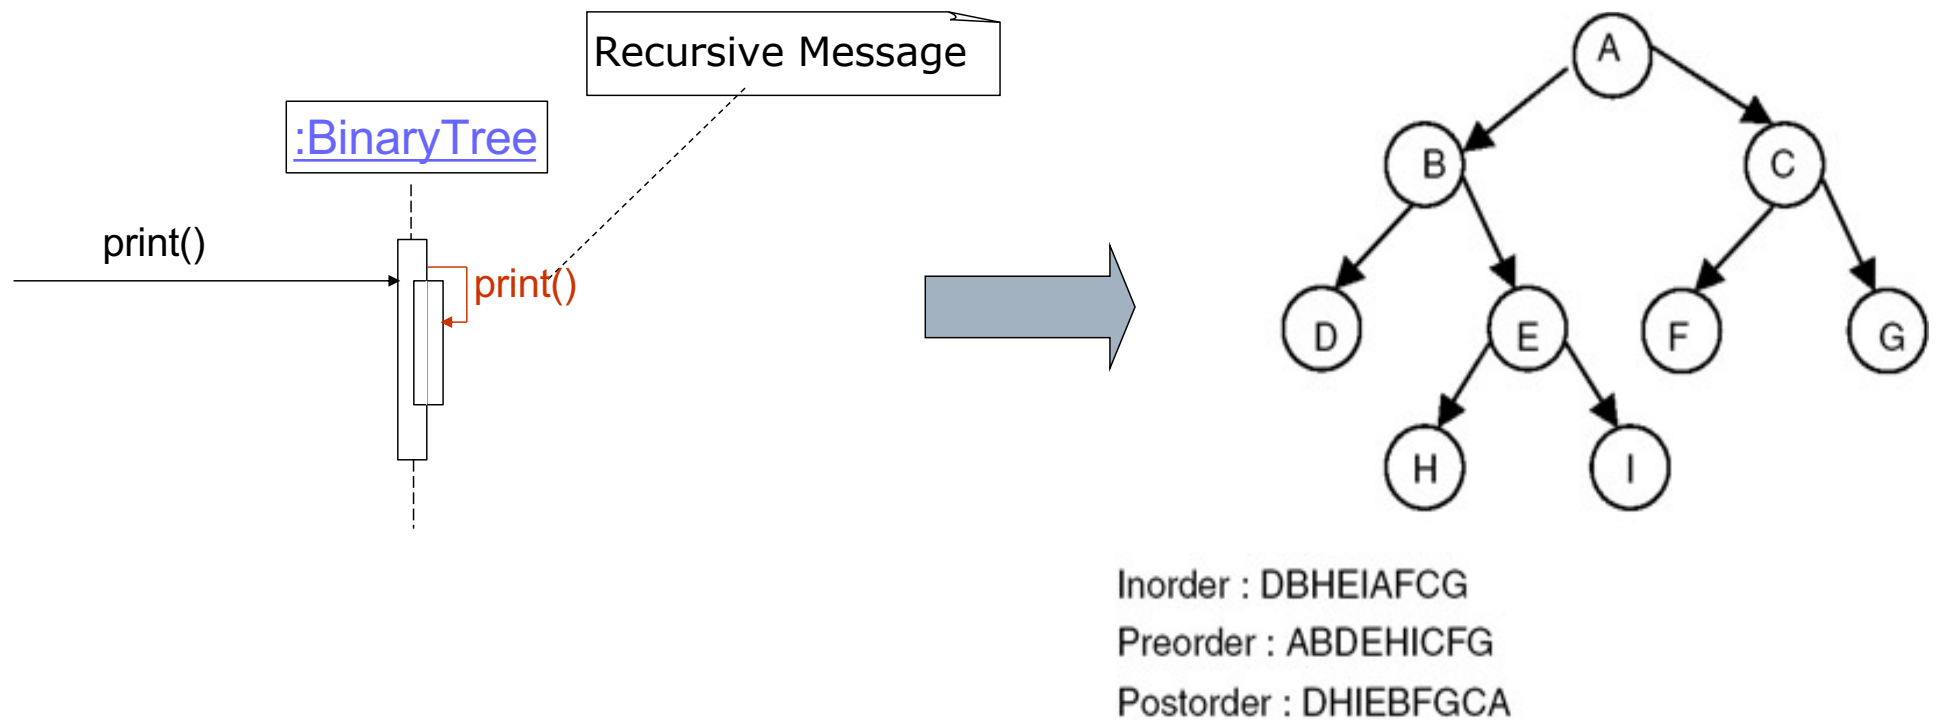 Recursive Message
:BinaryTree
print()
print()
A
B
C
D
E
F
G
H
I
Inorder : DBHEIAFCG
Preorder : ABDEHICFG
Postorder : DHIEBFGCA